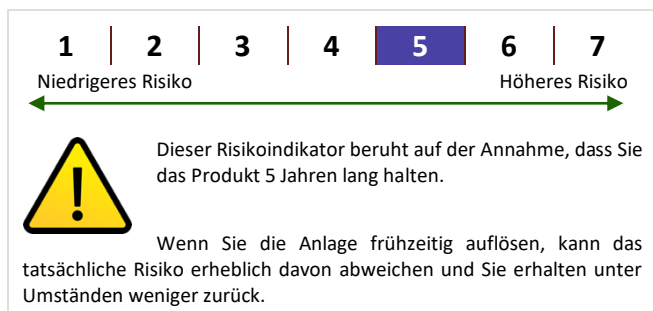 1 2 3 4 5 6 7
Niedrigeres Risiko Höheres Risiko
Dieser Risikoindikator beruht auf der Annahme, dass Sie
das Produkt 5 Jahren lang halten.
Wenn Sie die Anlage frühzeitig auflösen, kann das
tatsächliche Risiko erheblich davon abweichen und Sie erhalten unter
Umständen weniger zurück.